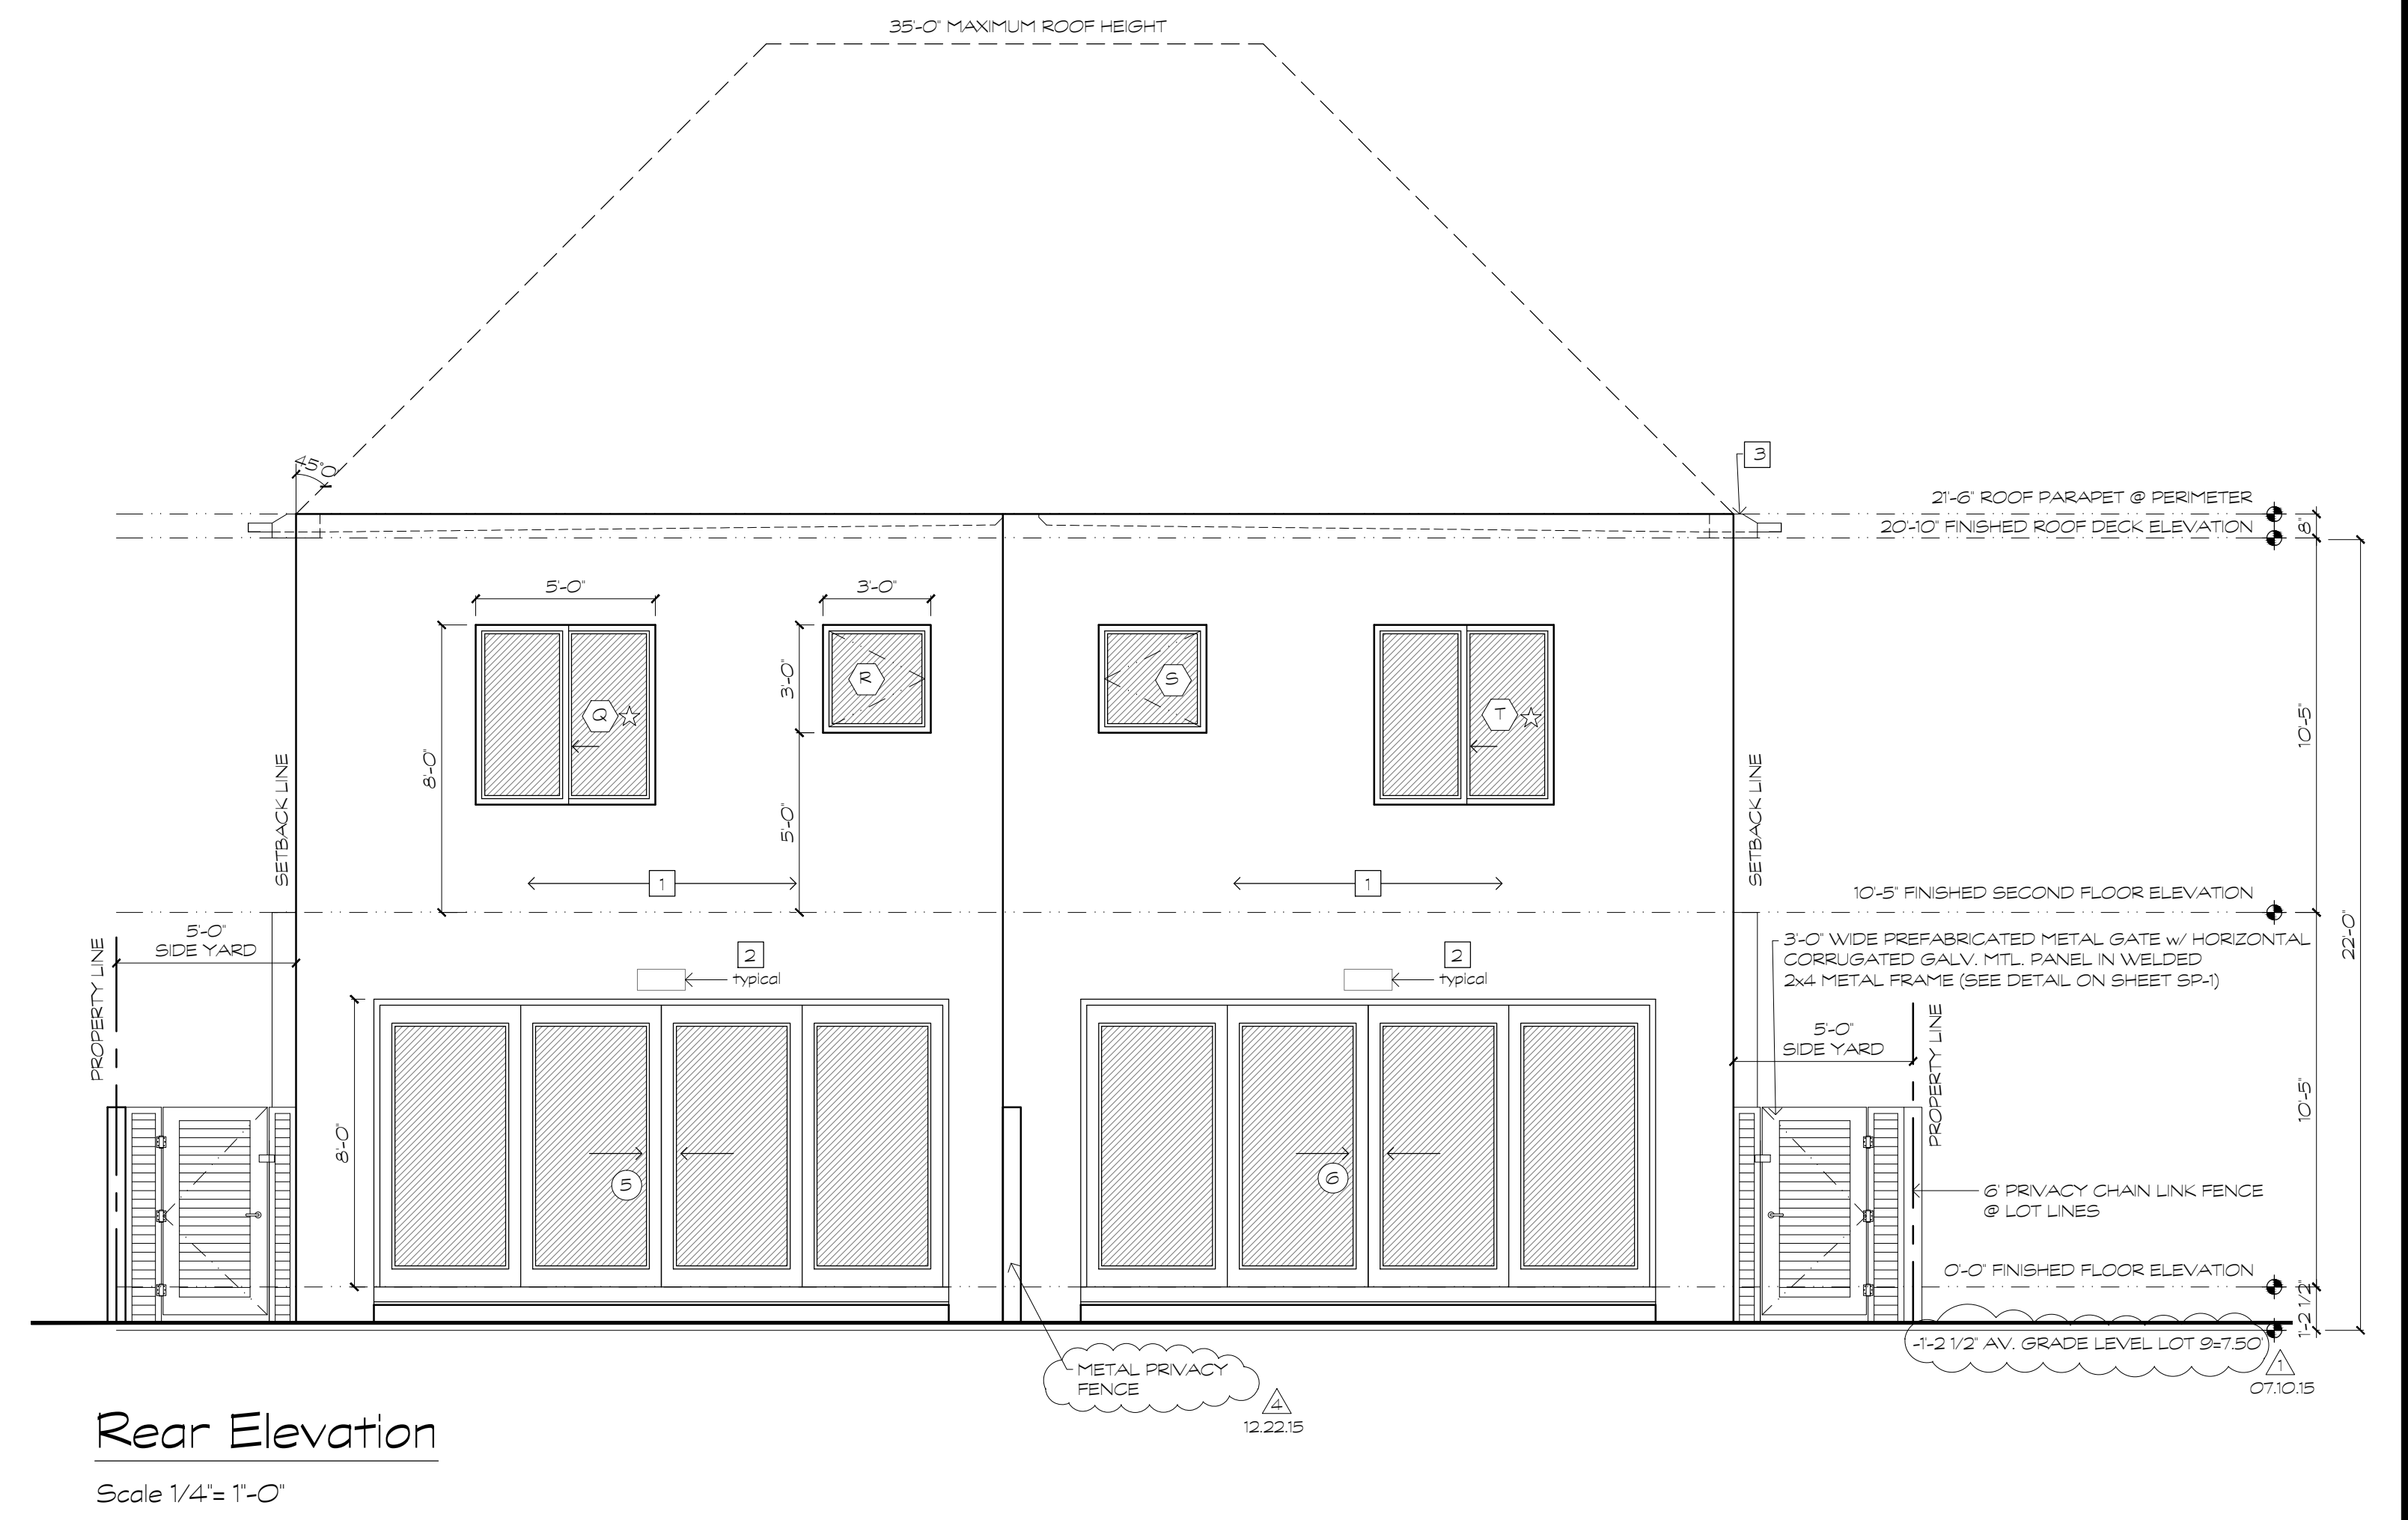 35'-0" MAXIMUM ROOF HEIGHT
45°0'
3
21'-6" ROOF PARAPET @ PERIMETER
20'-10" FINISHED ROOF DECK ELEVATION
8"
5'-0"
3'-0"
8'-0"
3'-0"
5'-0"
Q
R
S
T
10'-5"
SETBACK LINE
SETBACK LINE
1
1
10'-5" FINISHED SECOND FLOOR ELEVATION
22'-0"
5'-0"
SIDE YARD
PROPERTY LINE
2
typical
2
typical
3'-0" WIDE PREFABRICATED METAL GATE w/ HORIZONTAL
CORRUGATED GALV. MTL. PANEL IN WELDED
2x4 METAL FRAME (SEE DETAIL ON SHEET SP-1)
5'-0"
SIDE YARD
PROPERTY LINE
10'-5"
8'-0"
5
6
6' PRIVACY CHAIN LINK FENCE
@ LOT LINES
0'-0" FINISHED FLOOR ELEVATION
1'-2 1/2"
-1'-2 1/2" AV. GRADE LEVEL LOT 9=7.50'
1
07.10.15
METAL PRIVACY
FENCE
4
12.22.15
Rear Elevation
Scale 1/4"= 1"-0"